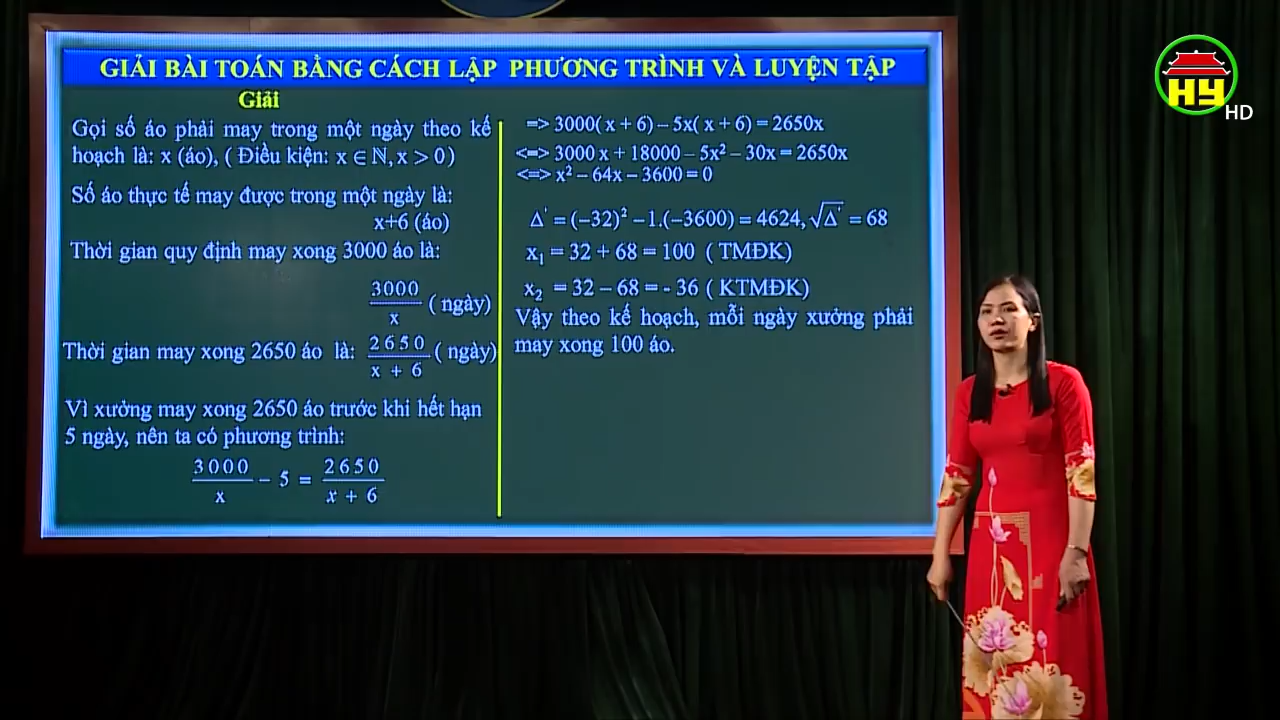 GIẢI BÀI TOÁN BẰNG CÁCH LẬP PHƯƠNG TRÌNH VÀ LUYỆN TẬP
Giải
Gọi số áo phải may trong một ngày theo kế
hoạch là: x (áo), ( Điều kiện: x ∈ N, x > 0 )
Số áo thực tế may được trong một ngày là:
x+6 (áo)
Thời gian quy định may xong 3000 áo là:
3000/x ( ngày)
Thời gian may xong 2650 áo là: 2650/(x + 6) ( ngày)
Vì xưởng may xong 2650 áo trước khi hết hạn
5 ngày, nên ta có phương trình:
3000/x – 5 = 2650/(x + 6)
=> 3000( x + 6) – 5x( x + 6) = 2650x
<=> 3000 x + 18000 – 5x² – 30x = 2650x
<=> x² – 64x – 3600 = 0
Δ' = (–32)² –1.(–3600) = 4624, √Δ' = 68
x₁ = 32 + 68 = 100 ( TMĐK)
x₂ = 32 – 68 = - 36 ( KTMĐK)
Vậy theo kế hoạch, mỗi ngày xưởng phải
may xong 100 áo.
HY
HD